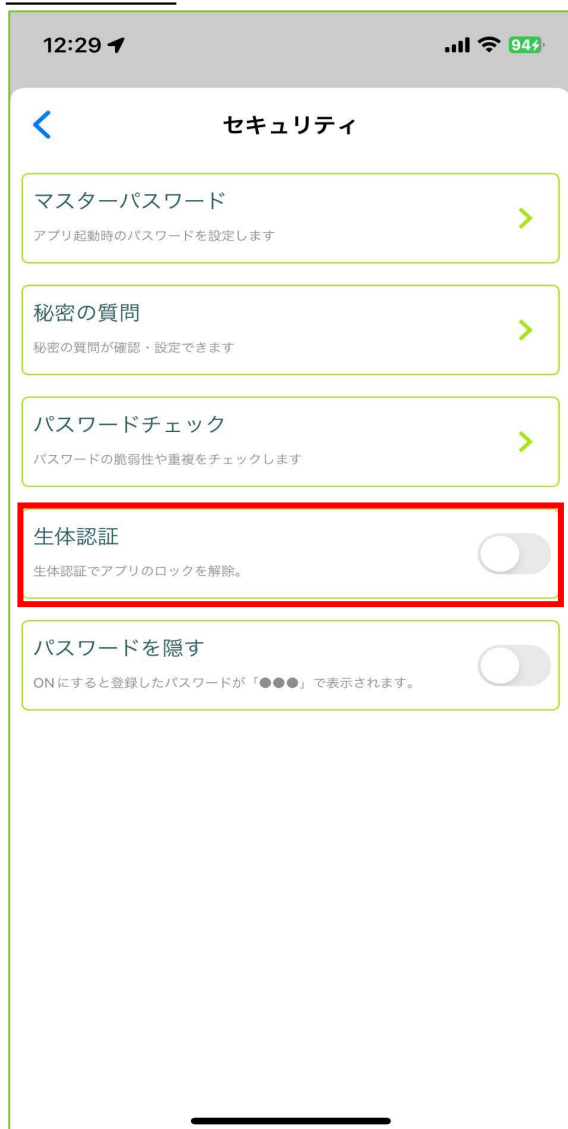 12:29
94
セキュリティ
マスターパスワード
アプリ起動時のパスワードを設定します
秘密の質問
秘密の質問が確認・設定できます
パスワードチェック
パスワードの脆弱性や重複をチェックします
生体認証
生体認証でアプリのロックを解除。
パスワードを隠す
ONにすると登録したパスワードが「●●●」で表示されます。